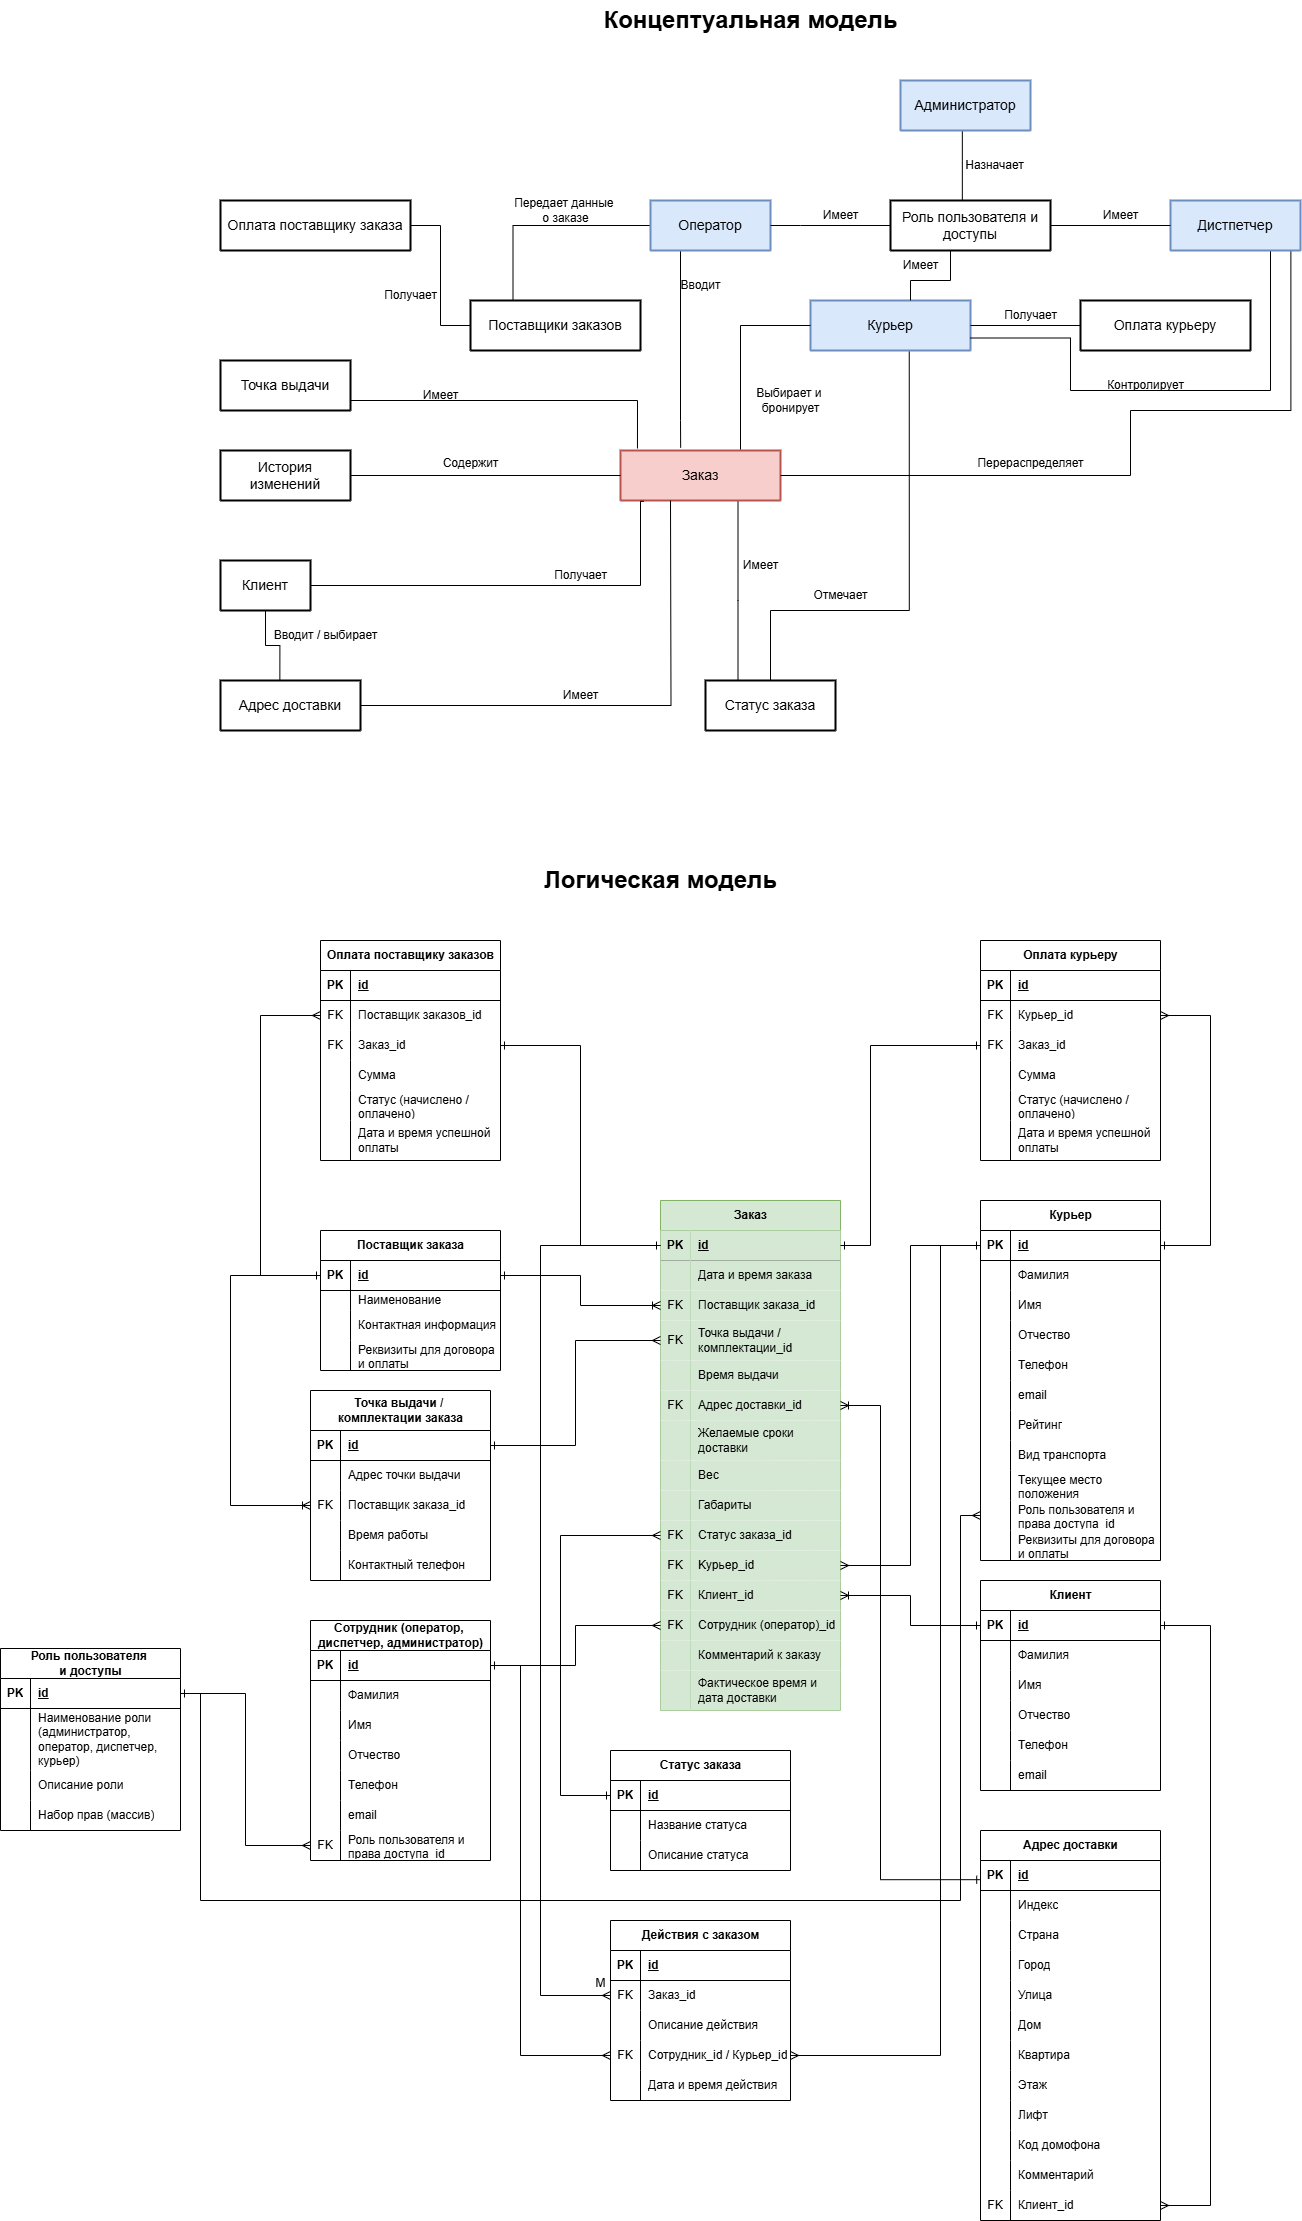 Концептуальная модель
Администратор
Назначает
Оплата поставщику заказа
Передает данные
о заказе
Оператор
Имеет
Роль пользователя и
доступы
Имеет
Дистпетчер
Имеет
Вводит
Получает
Поставщики заказов
Курьер
Получает
Оплата курьеру
Точка выдачи
Имеет
Выбирает и
бронирует
Контролирует
История
изменений
Содержит
Заказ
Перераспределяет
Клиент
Получает
Имеет
Отмечает
Вводит / выбирает
Адрес доставки
Имеет
Статус заказа
Логическая модель
Оплата поставщику заказов
PK id
FK Поставщик заказов_id
FK Заказ_id
Сумма
Статус (начислено /
оплачено)
Дата и время успешной
оплаты
Оплата курьеру
PK id
FK Курьер_id
FK Заказ_id
Сумма
Статус (начислено /
оплачено)
Дата и время успешной
оплаты
Поставщик заказа
PK id
Наименование
Контактная информация
Реквизиты для договора
и оплаты
Заказ
PK id
Дата и время заказа
FK Поставщик заказа_id
FK Точка выдачи /
комплектации_id
Время выдачи
FK Адрес доставки_id
Желаемые сроки
доставки
Вес
Габариты
FK Статус заказа_id
FK Курьер_id
FK Клиент_id
FK Сотрудник (оператор)_id
Комментарий к заказу
Фактическое время и
дата доставки
Курьер
PK id
Фамилия
Имя
Отчество
Телефон
email
Рейтинг
Вид транспорта
Текущее место
положения
Роль пользователя и
права доступа_id
Реквизиты для договора
и оплаты
Точка выдачи /
комплектации заказа
PK id
Адрес точки выдачи
FK Поставщик заказа_id
Время работы
Контактный телефон
Клиент
PK id
Фамилия
Имя
Отчество
Телефон
email
Сотрудник (оператор,
диспетчер, администратор)
PK id
Фамилия
Имя
Отчество
Телефон
email
FK Роль пользователя и
права доступа_id
Роль пользователя
и доступы
PK id
Наименование роли
(администратор,
оператор, диспетчер,
курьер)
Описание роли
Набор прав (массив)
Статус заказа
PK id
Название статуса
Описание статуса
Адрес доставки
PK id
Индекс
Страна
Город
Улица
Дом
Квартира
Этаж
Лифт
Код домофона
Комментарий
FK Клиент_id
Действия с заказом
PK id
M
FK Заказ_id
Описание действия
FK Сотрудник_id / Курьер_id
Дата и время действия